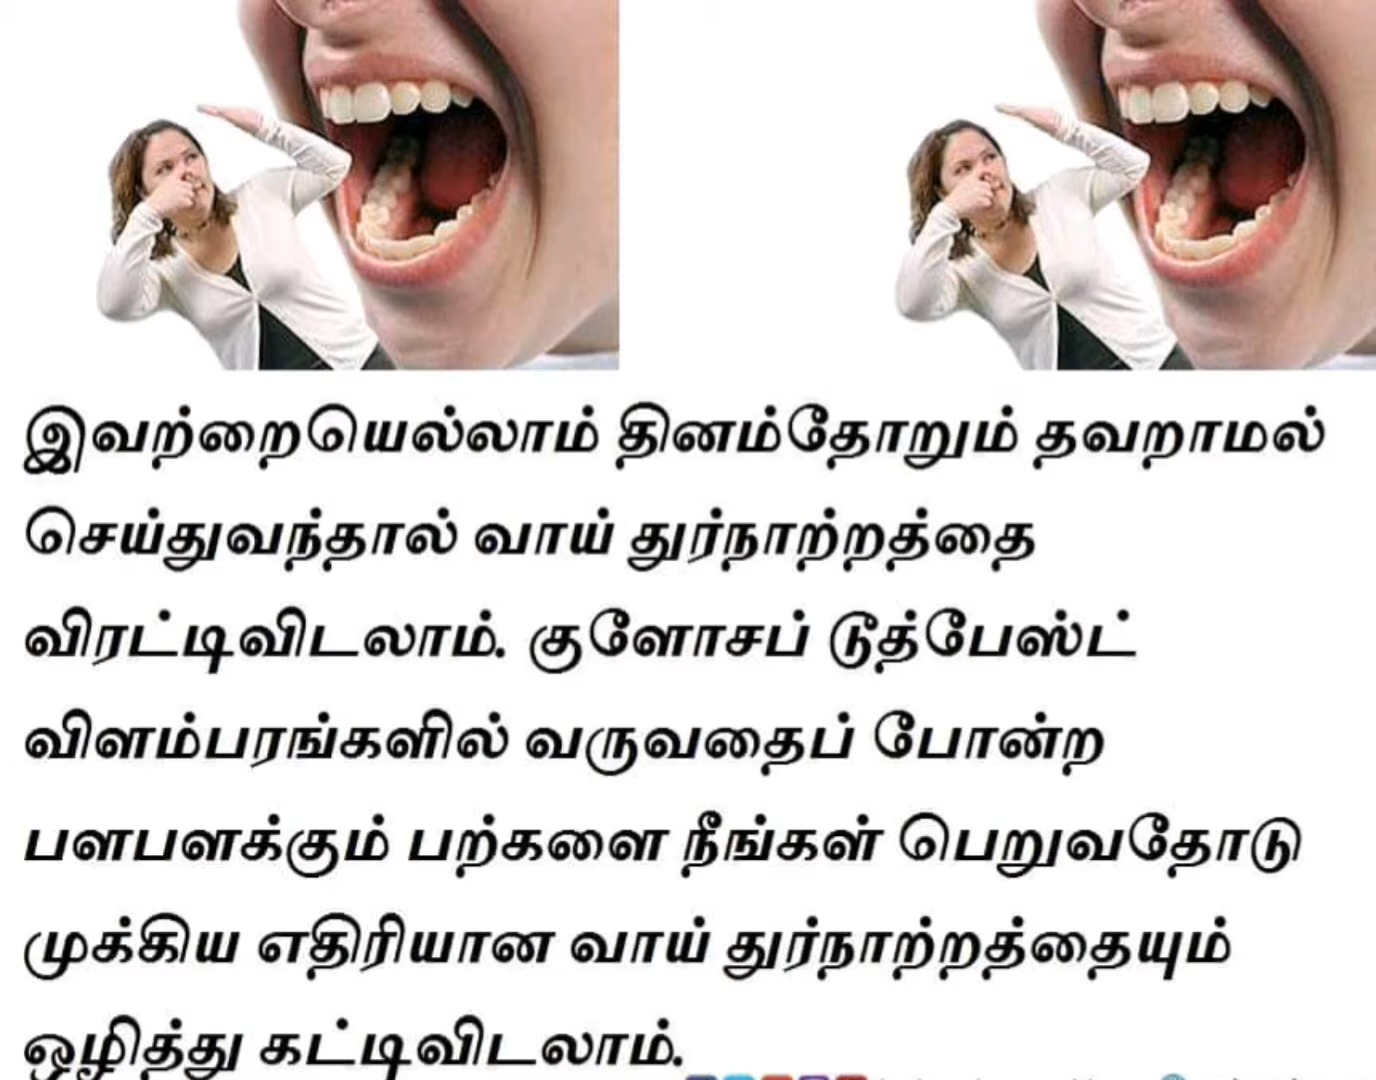 இவற்றையெல்லாம் தினம்தோறும் தவறாமல்
செய்துவந்தால் வாய் துர்நாற்றத்தை
விரட்டிவிடலாம். குளோசப் டூத்பேஸ்ட்
விளம்பரங்களில் வருவதைப் போன்ற
பளபளக்கும் பற்களை நீங்கள் பெறுவதோடு
முக்கிய எதிரியான வாய் துர்நாற்றத்தையும்
ஒழித்து கட்டிவிடலாம்.